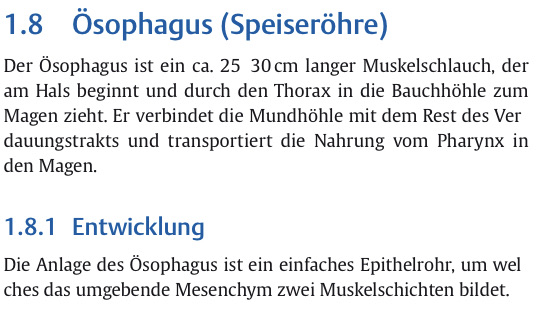 1.8 Ösophagus (Speiseröhre)
Der Ösophagus ist ein ca. 25 30 cm langer Muskelschlauch, der
am Hals beginnt und durch den Thorax in die Bauchhöhle zum
Magen zieht. Er verbindet die Mundhöhle mit dem Rest des Ver
dauungstrakts und transportiert die Nahrung vom Pharynx in
den Magen.
1.8.1 Entwicklung
Die Anlage des Ösophagus ist ein einfaches Epithelrohr, um wel
ches das umgebende Mesenchym zwei Muskelschichten bildet.